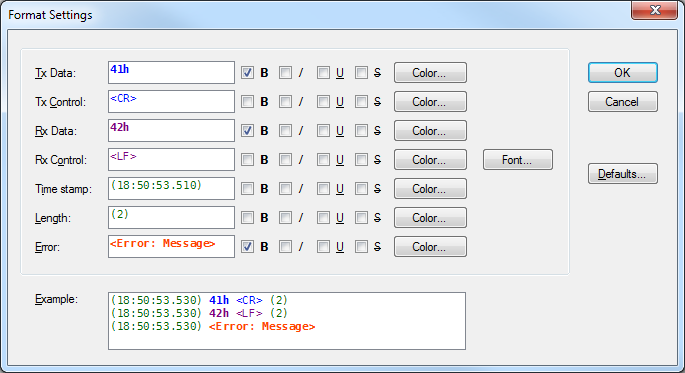 Format Settings
Tx Data: 41h B / U S Color... OK
Tx Control: <CR> B / U S Color... Cancel
Rx Data: 42h B / U S Color...
Rx Control: <LF> B / U S Color... Font...
Time stamp: (18:50:53.510) B / U S Color... Defaults...
Length: (2) B / U S Color...
Error: <Error: Message> B / U S Color...
Example: (18:50:53.530) 41h <CR> (2)
(18:50:53.530) 42h <LF> (2)
(18:50:53.530) <Error: Message>